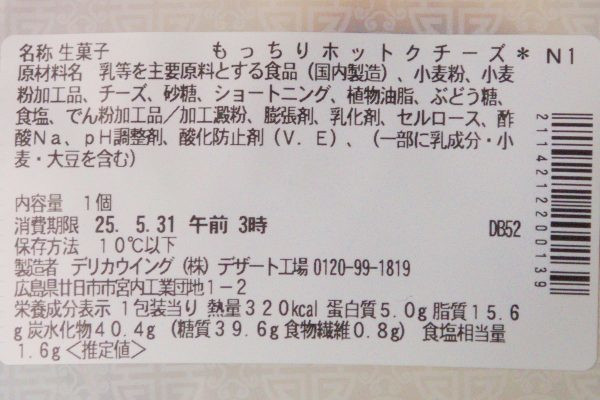 名称 生菓子 もっちりホットクチーズ＊ N1
原材料名 乳等を主要原料とする食品（国内製造）、小麦粉、小麦
粉加工品、チーズ、砂糖、ショートニング、植物油脂、ぶどう糖、
食塩、でん粉加工品／加工澱粉、膨張剤、乳化剤、セルロース、酢
酸Ｎａ、ｐＨ調整剤、酸化防止剤（Ｖ．Ｅ）、（一部に乳成分・小
麦・大豆を含む）
内容量 1個
消費期限 25. 5.31 午前 3時
DB52
保存方法 10℃以下
製造者 デリカウイング（株）デザート工場 0120-99-1819
広島県廿日市市宮内工業団地1－2
栄養成分表示 1包装当り 熱量320kcal 蛋白質5.0g 脂質15.6
g 炭水化物40.4g （糖質39.6g 食物繊維0.8g） 食塩相当量
1.6g＜推定値＞
2114212200139